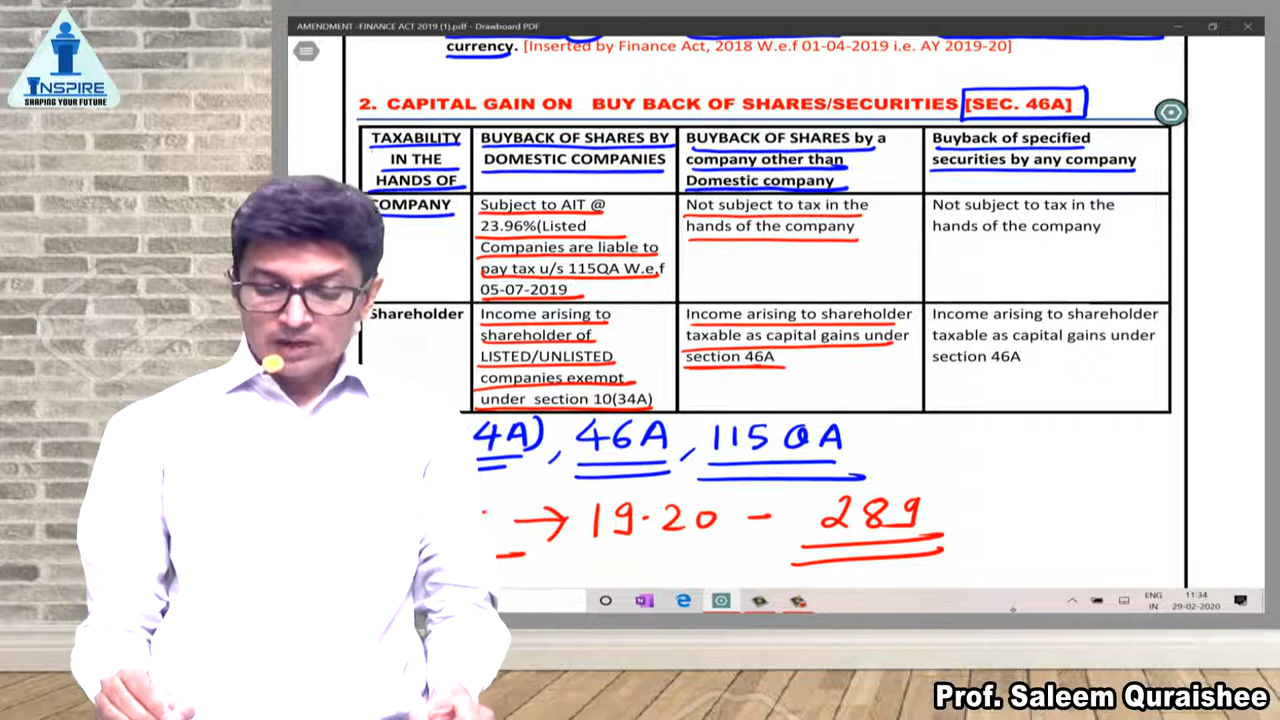 AMENDMENT -FINANCE ACT 2019 (1).pdf - Drawboard PDF
INSPIRE
SHAPING YOUR FUTURE
currency. [Inserted by Finance Act, 2018 W.e.f 01-04-2019 i.e. AY 2019-20]
2. CAPITAL GAIN ON BUY BACK OF SHARES/SECURITIES [SEC. 46A]
TAXABILITY
IN THE
HANDS OF
BUYBACK OF SHARES BY
DOMESTIC COMPANIES
BUYBACK OF SHARES by a
company other than
Domestic company
Buyback of specified
securities by any company
COMPANY
Subject to AIT @
23.96%(Listed
Companies are liable to
pay tax u/s 115QA W.e,f
05-07-2019
Not subject to tax in the
hands of the company
Not subject to tax in the
hands of the company
Shareholder
Income arising to
shareholder of
LISTED/UNLISTED
companies exempt
under section 10(34A)
Income arising to shareholder
taxable as capital gains under
section 46A
Income arising to shareholder
taxable as capital gains under
section 46A
4A), 46A, 115QA
→ 19.20 - 289
ENG
IN
11:34
29-02-2020
Prof. Saleem Quraishee